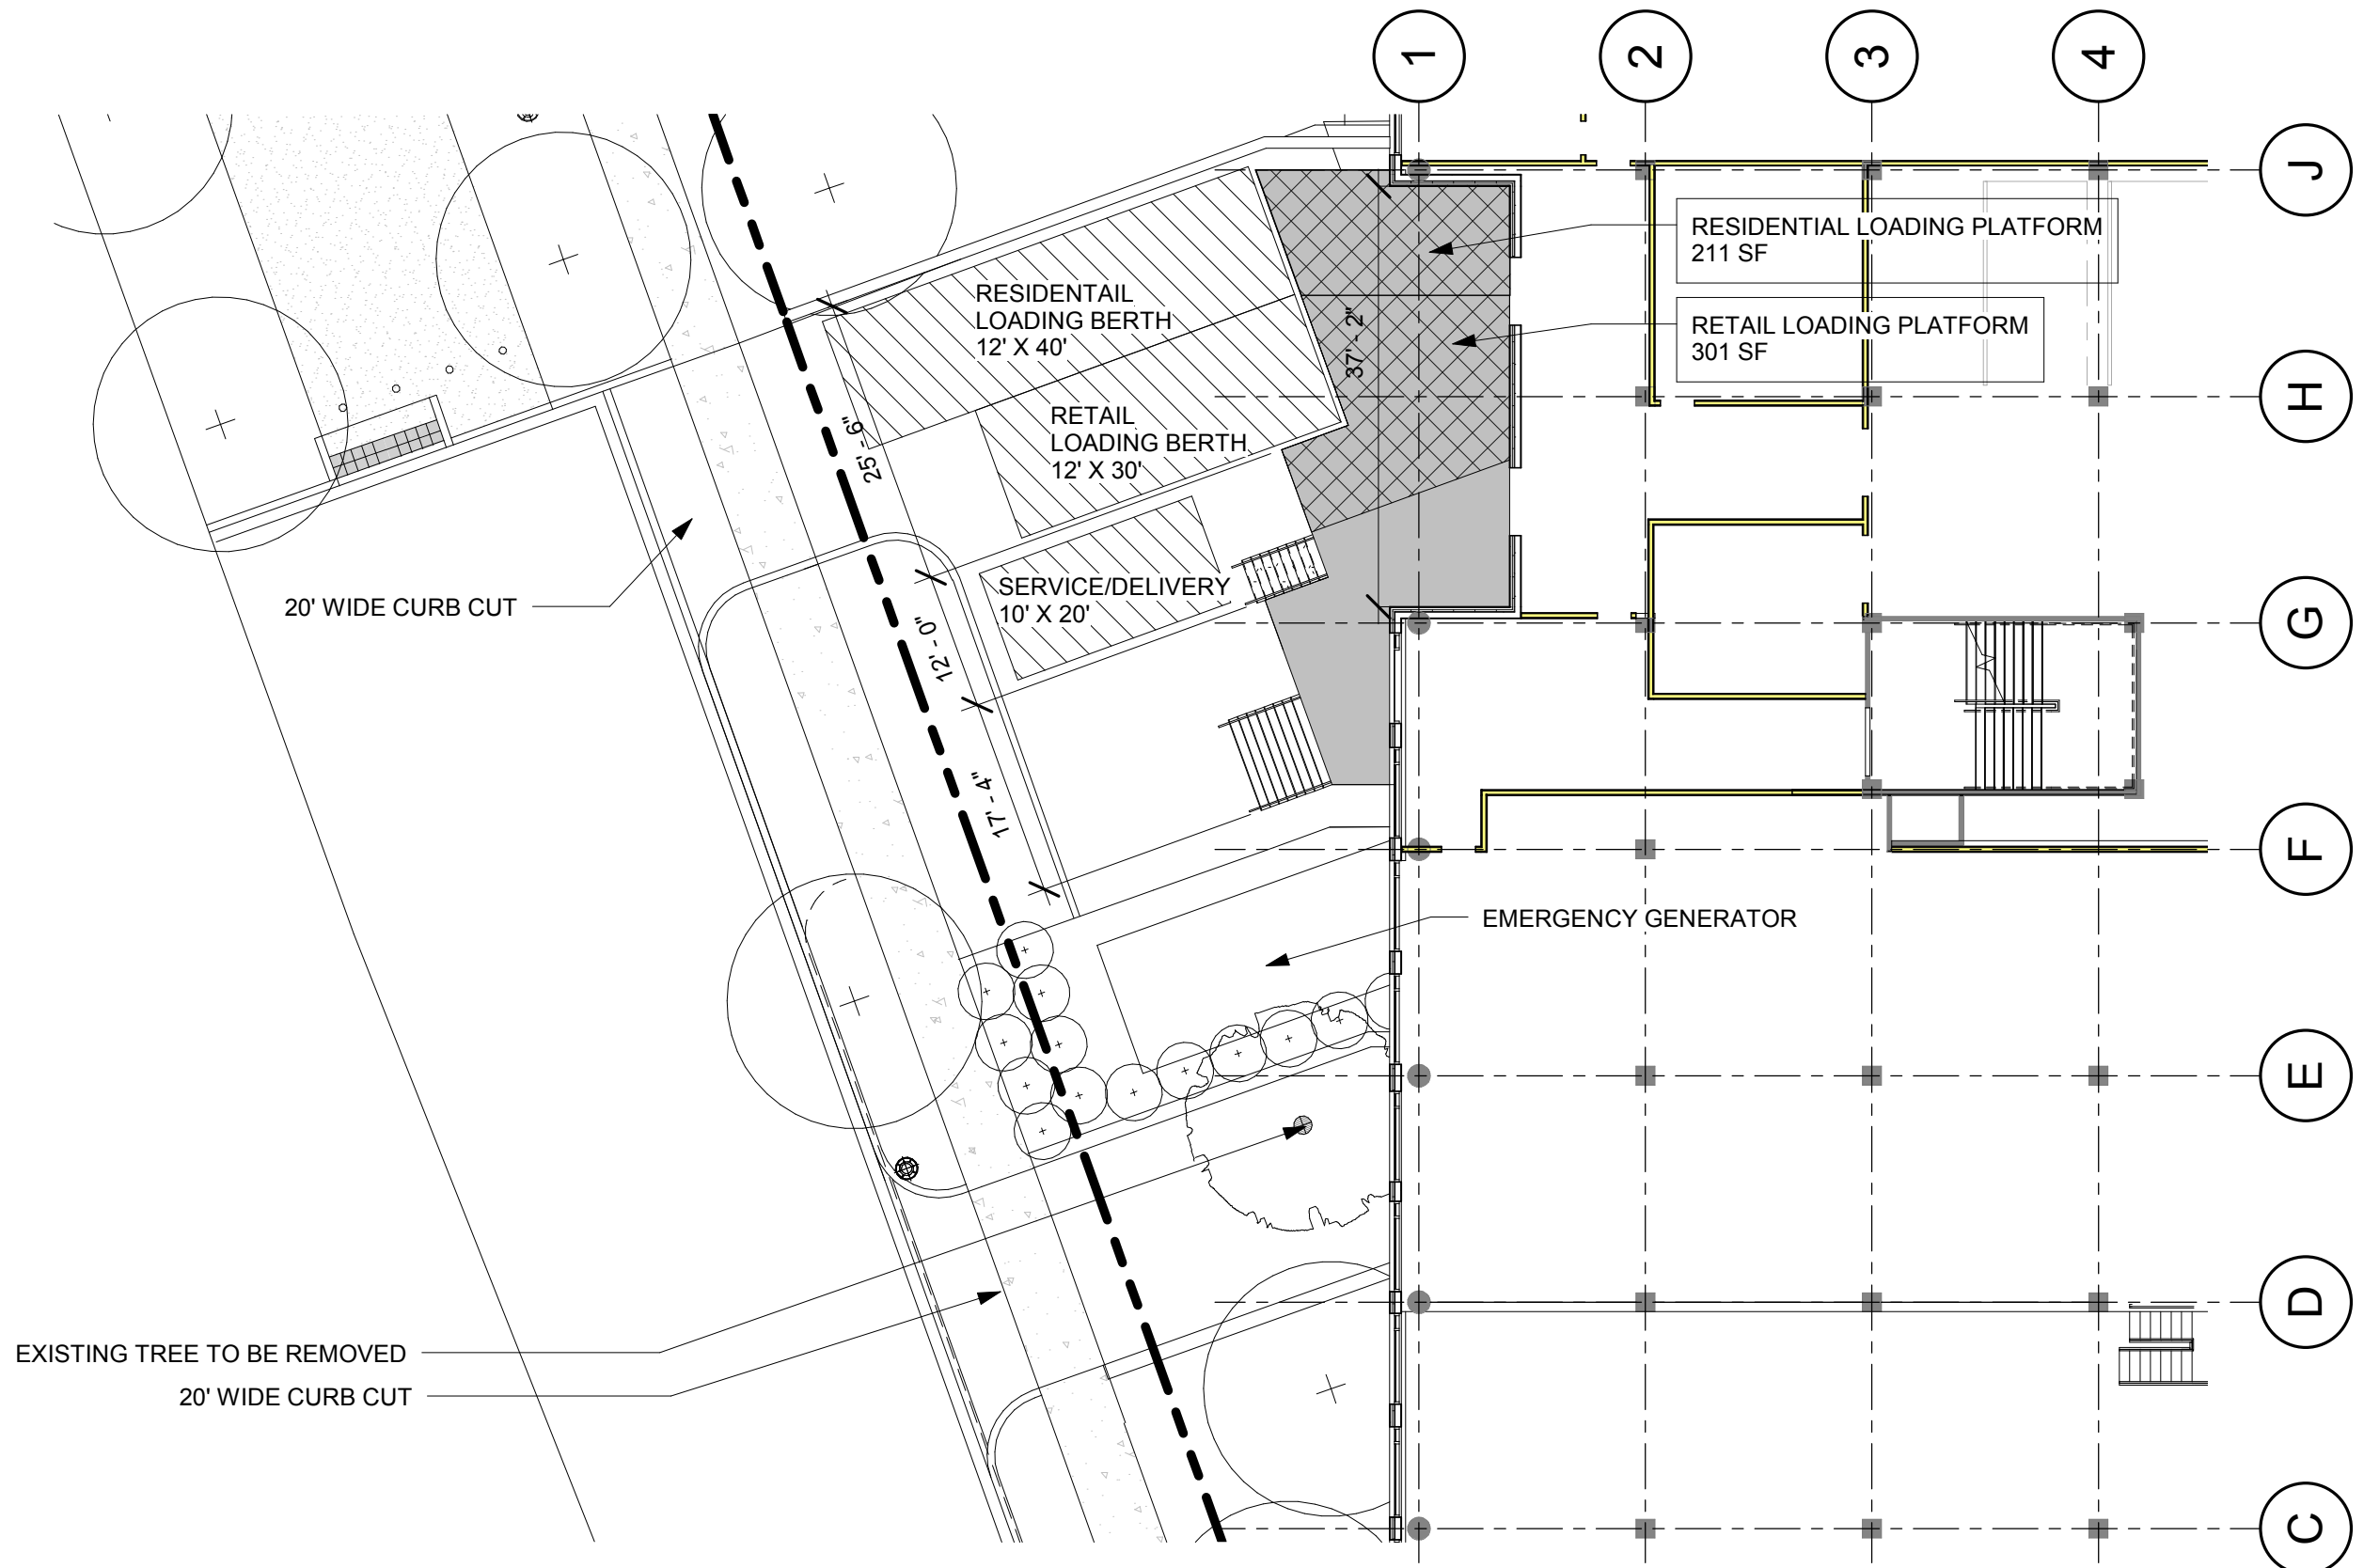 1
2
3
4
J
RESIDENTIAL LOADING PLATFORM
211 SF
RESIDENTAIL
LOADING BERTH
12' X 40'
RETAIL LOADING PLATFORM
301 SF
37' - 2"
H
RETAIL
LOADING BERTH
12' X 30'
25' - 6"
SERVICE/DELIVERY
10' X 20'
20' WIDE CURB CUT
12' - 0"
G
17' - 4"
F
EMERGENCY GENERATOR
E
D
EXISTING TREE TO BE REMOVED
20' WIDE CURB CUT
C